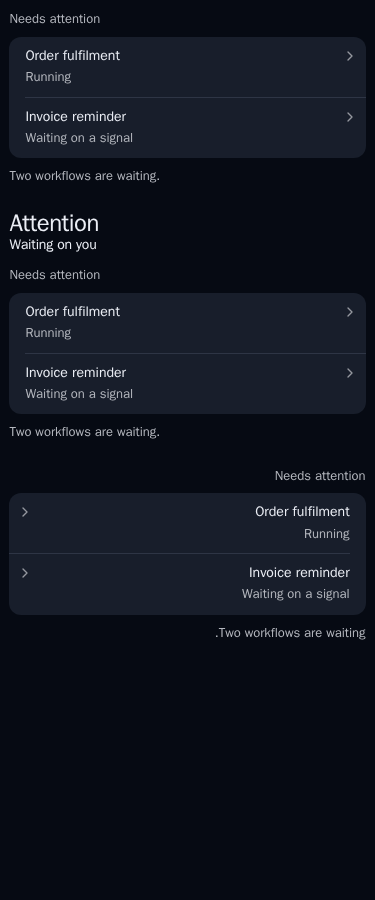 Needs attention
Order fulfilment
Running
Invoice reminder
Waiting on a signal
Two workflows are waiting.
Attention
Waiting on you
Needs attention
Order fulfilment
Running
Invoice reminder
Waiting on a signal
Two workflows are waiting.
Needs attention
Order fulfilment
Running
Invoice reminder
Waiting on a signal
.Two workflows are waiting